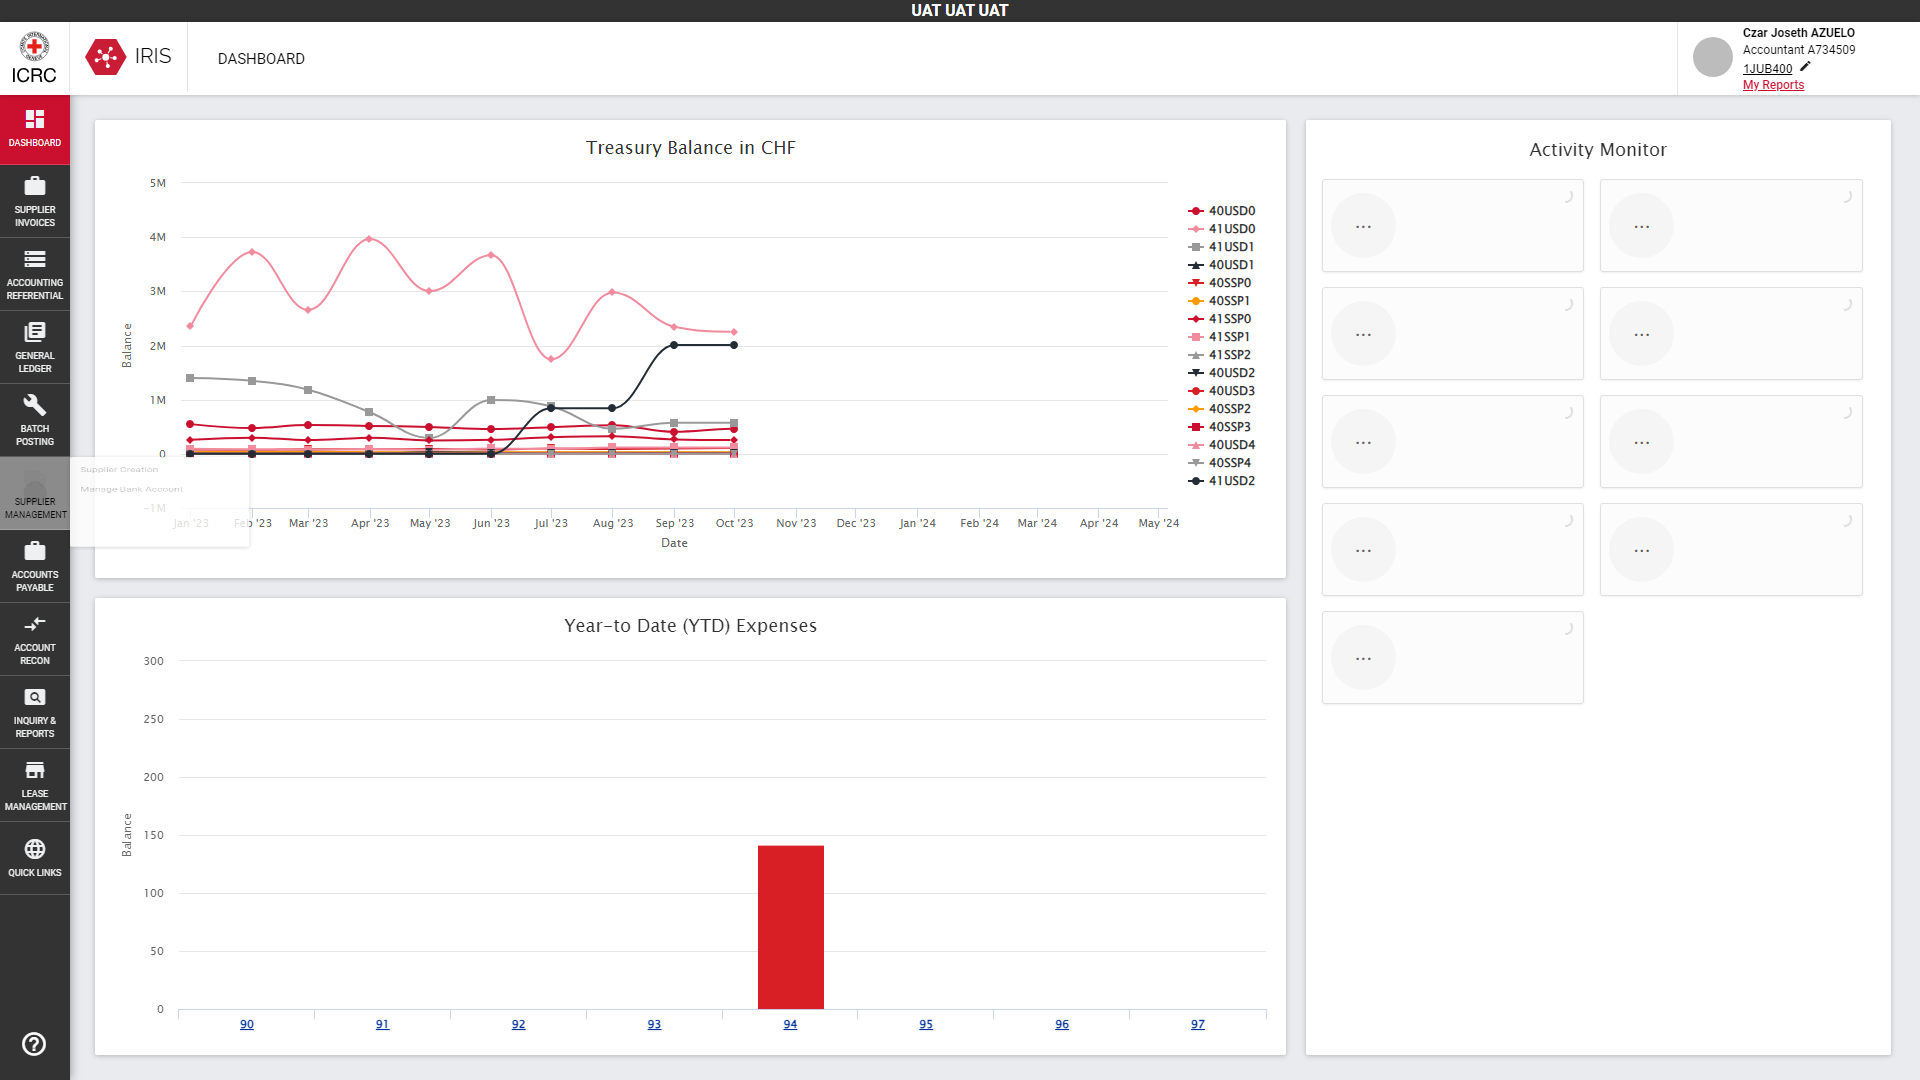 UAT UAT UAT
ICRC
IRIS
DASHBOARD
Czar Joseth AZUELO
Accountant A734509
1JUB400
My Reports
DASHBOARD
SUPPLIER
INVOICES
ACCOUNTING
REFERENTIAL
GENERAL
LEDGER
BATCH
POSTING
SUPPLIER
MANAGEMENT
Supplier Creation
Manage Bank Account
ACCOUNTS
PAYABLE
ACCOUNT
RECON
INQUIRY &
REPORTS
LEASE
MANAGEMENT
QUICK LINKS
Treasury Balance in CHF
5M
4M
3M
2M
1M
0
-1M
Balance
Jan '23 Feb '23 Mar '23 Apr '23 May '23 Jun '23 Jul '23 Aug '23 Sep '23 Oct '23 Nov '23 Dec '23 Jan '24 Feb '24 Mar '24 Apr '24 May '24
Date
40USD0
41USD0
41USD1
40USD1
40SSP0
40SSP1
41SSP0
41SSP1
41SSP2
40USD2
40USD3
40SSP2
40SSP3
40USD4
40SSP4
41USD2
Year-to Date (YTD) Expenses
300
250
200
150
100
50
0
Balance
90 91 92 93 94 95 96 97
Activity Monitor
... ...
... ...
... ...
... ...
...